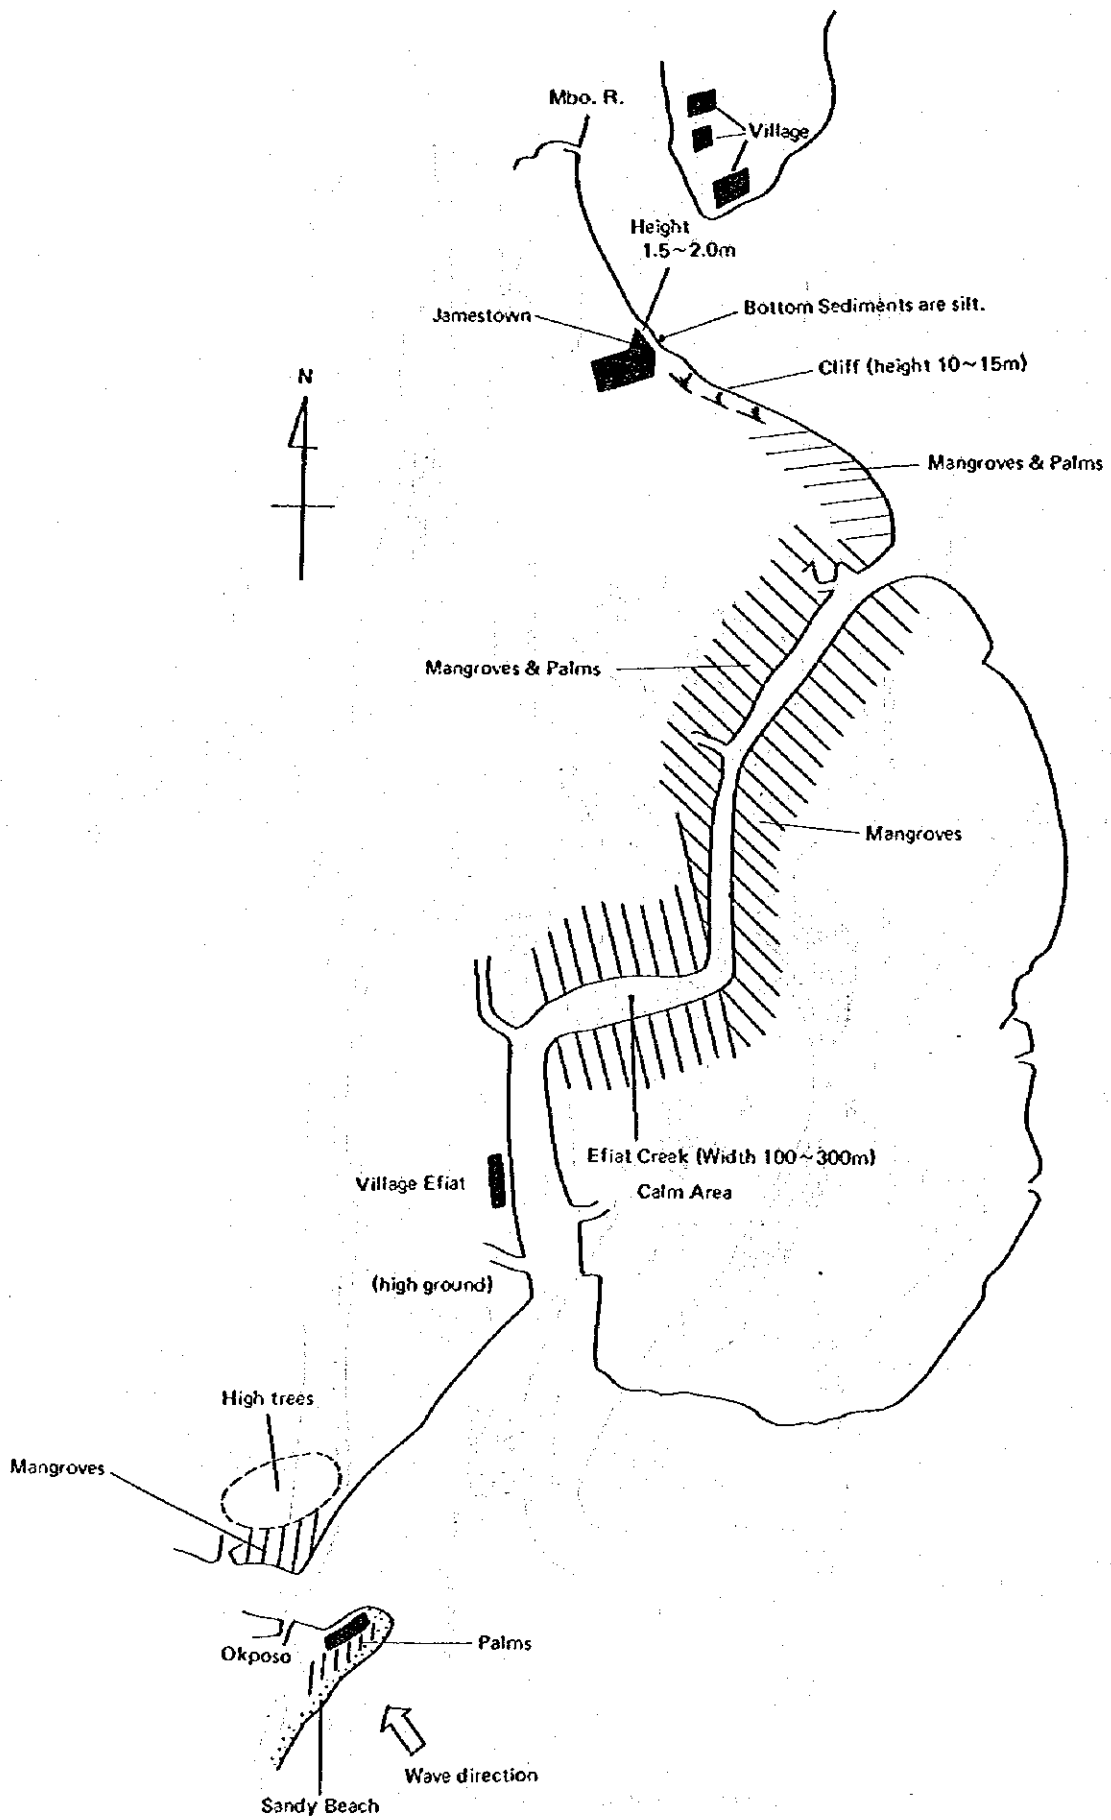 Mbo. R.
Village
Height
1.5~2.0m
Jamestown
Bottom Sediments are silt.
Cliff (height 10~15m)
N
Mangroves & Palms
Mangroves & Palms
Mangroves
Efiat Creek (Width 100~300m)
Calm Area
Village Efiat
(high ground)
High trees
Mangroves
Okposo
Palms
Wave direction
Sandy Beach